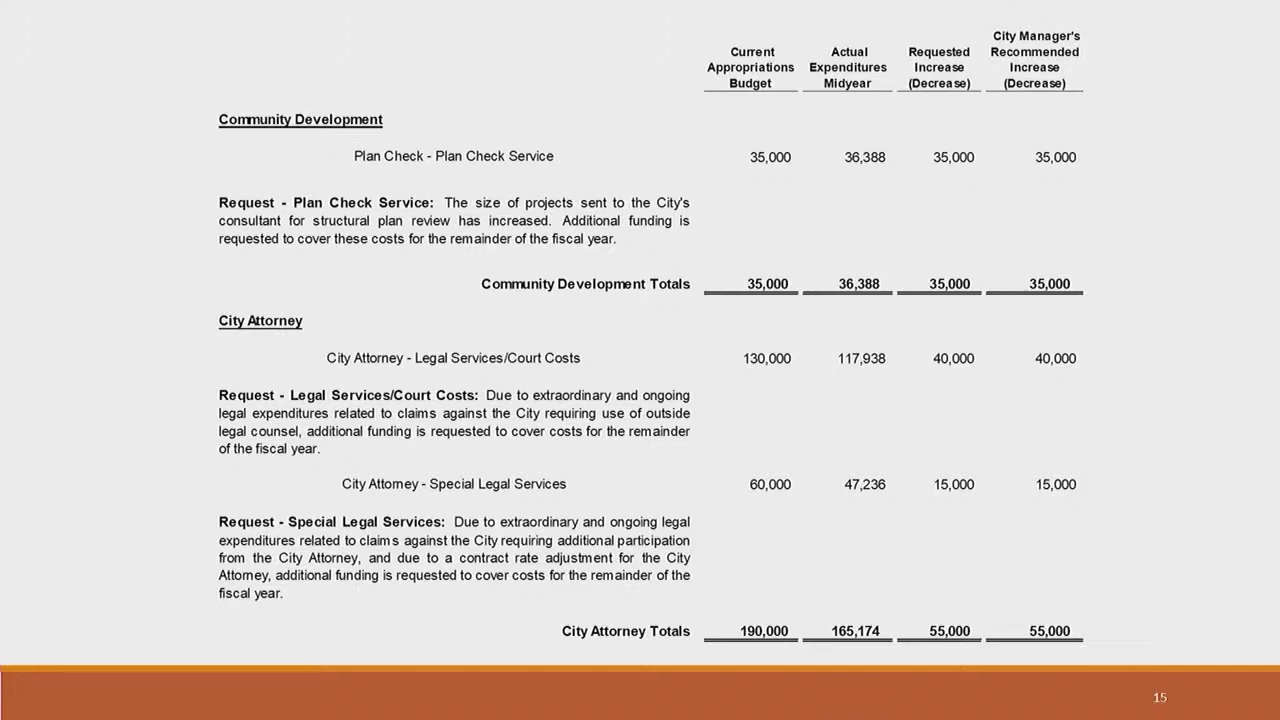 City Manager's
Current Actual Requested Recommended
Appropriations Expenditures Increase Increase
Budget Midyear (Decrease) (Decrease)
Community Development
Plan Check - Plan Check Service 35,000 36,388 35,000 35,000
Request - Plan Check Service: The size of projects sent to the City's
consultant for structural plan review has increased. Additional funding is
requested to cover these costs for the remainder of the fiscal year.
Community Development Totals 35,000 36,388 35,000 35,000
City Attorney
City Attorney - Legal Services/Court Costs 130,000 117,938 40,000 40,000
Request - Legal Services/Court Costs: Due to extraordinary and ongoing
legal expenditures related to claims against the City requiring use of outside
legal counsel, additional funding is requested to cover costs for the remainder
of the fiscal year.
City Attorney - Special Legal Services 60,000 47,236 15,000 15,000
Request - Special Legal Services: Due to extraordinary and ongoing legal
expenditures related to claims against the City requiring additional participation
from the City Attorney, and due to a contract rate adjustment for the City
Attorney, additional funding is requested to cover costs for the remainder of the
fiscal year.
City Attorney Totals 190,000 165,174 55,000 55,000
15